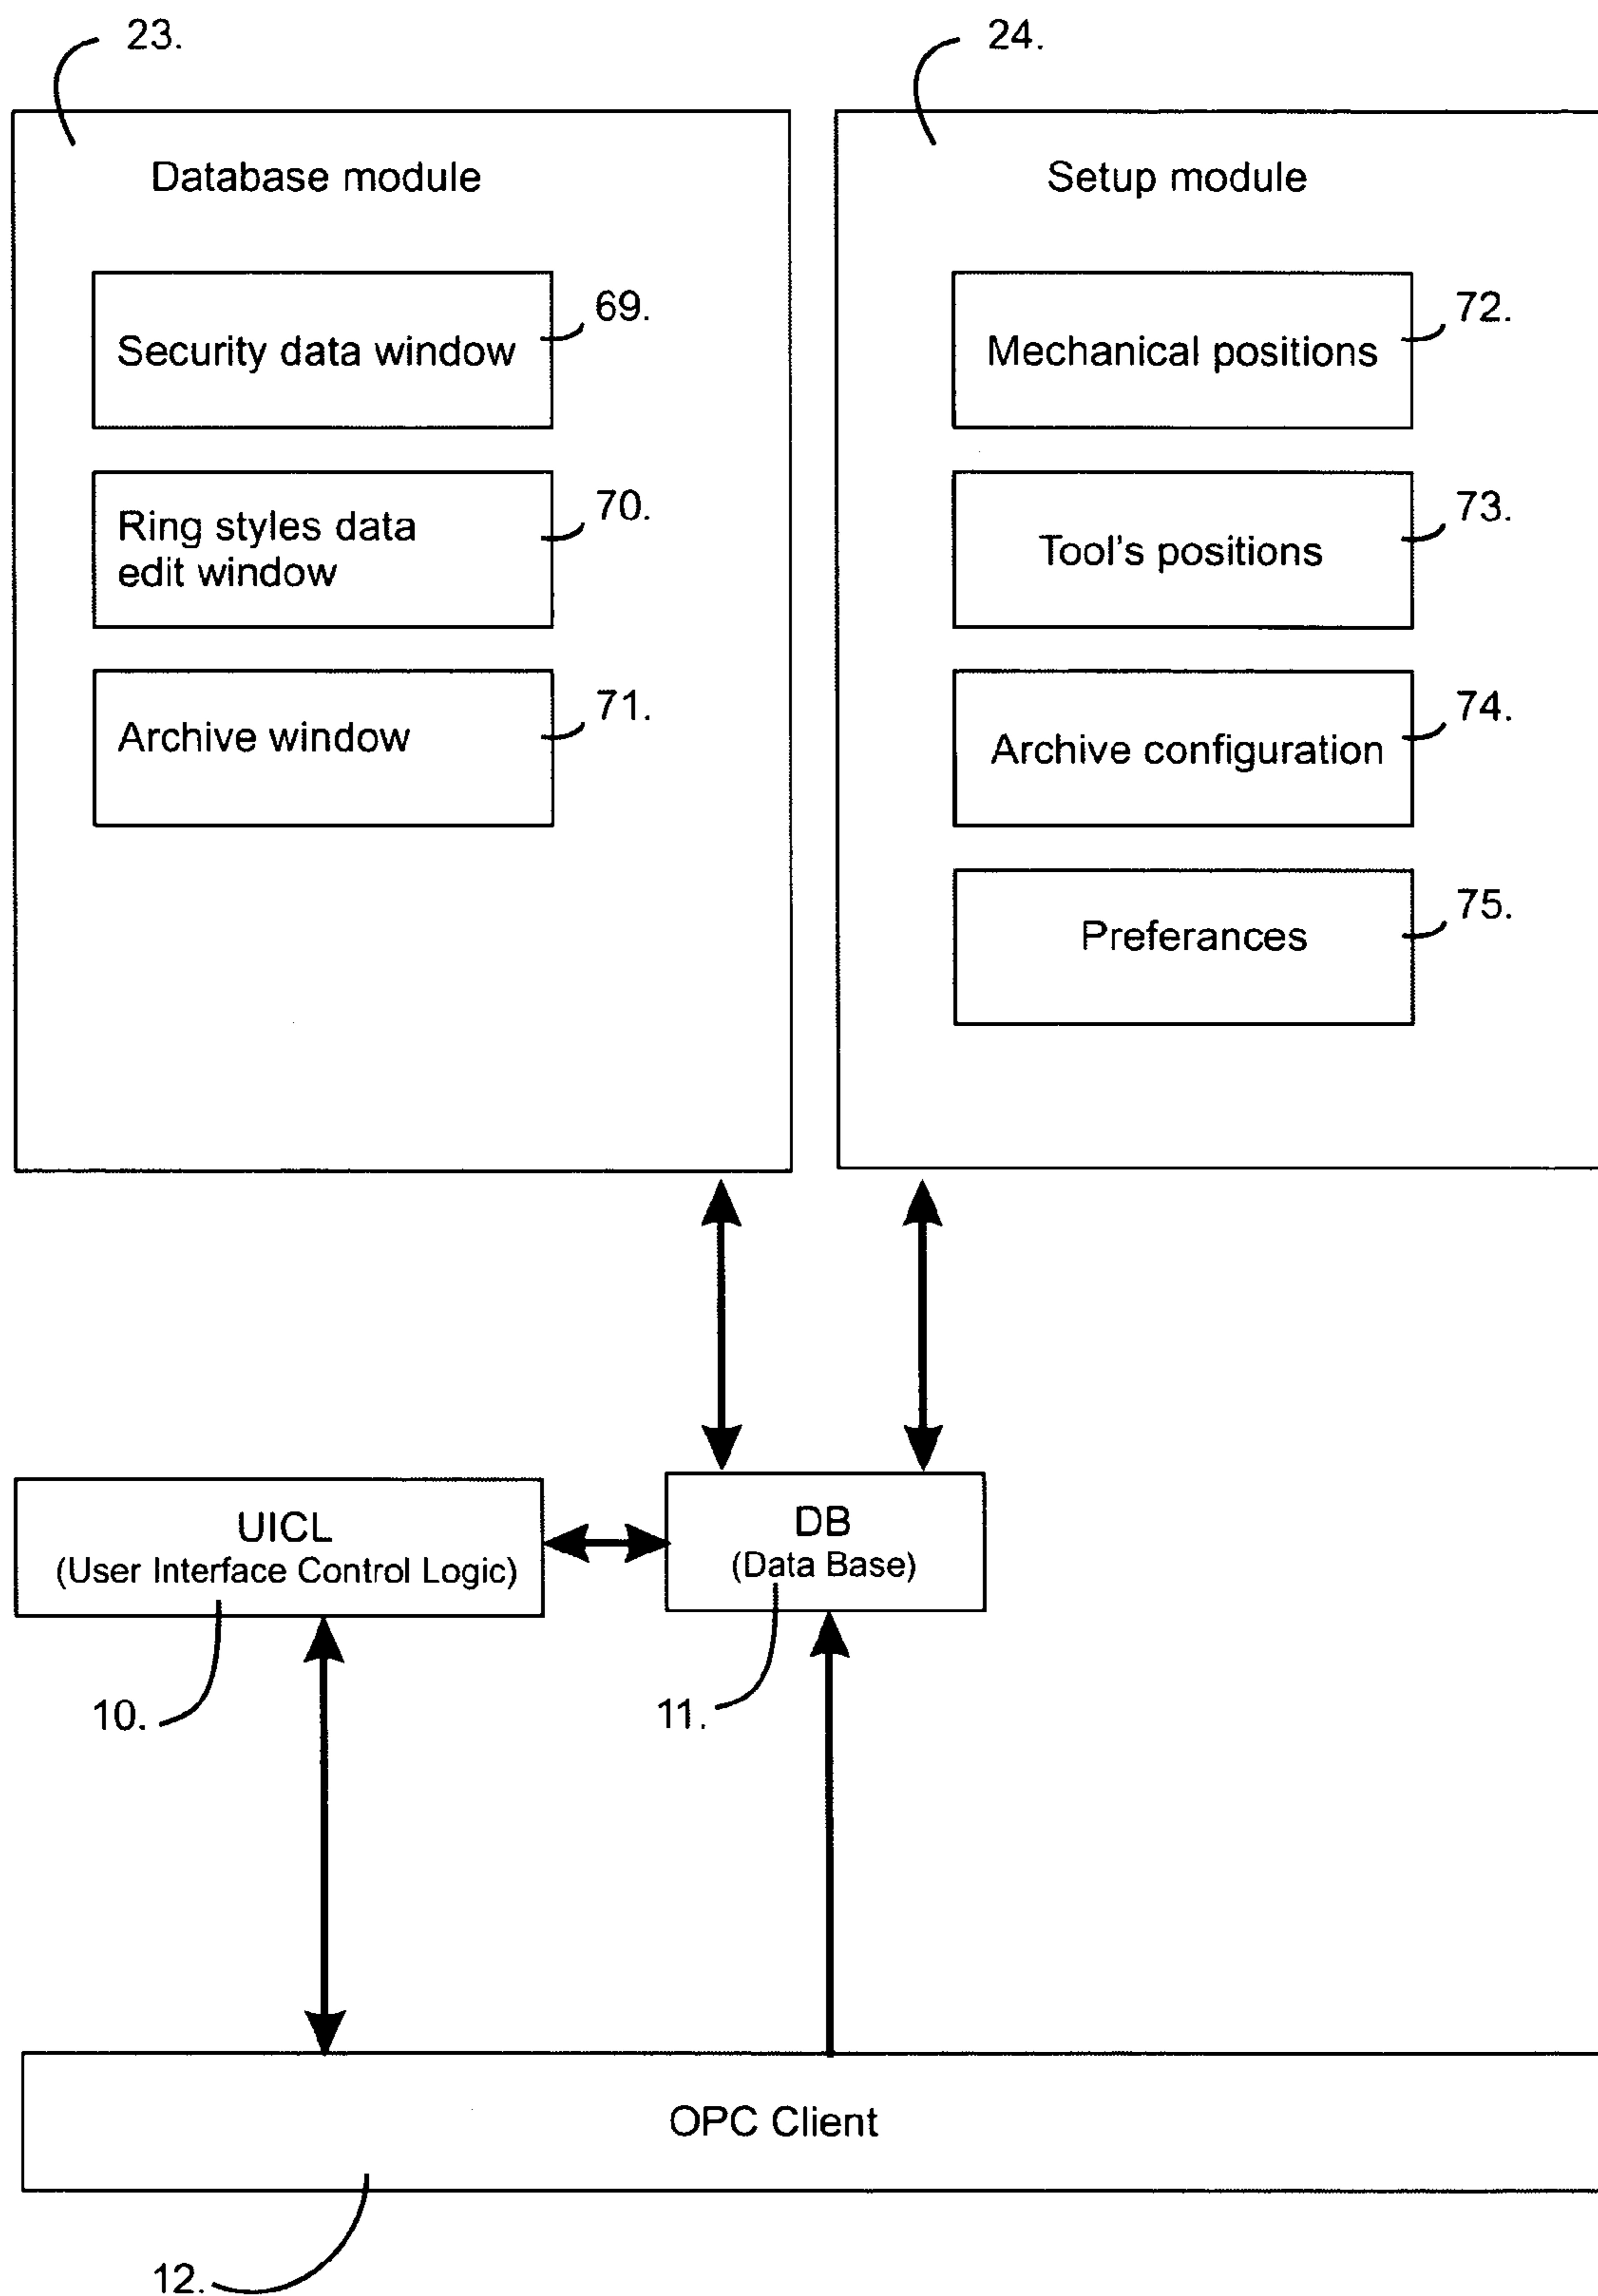 23.
Database module
Security data window
69.
Ring styles data
edit window
70.
Archive window
71.
24.
Setup module
Mechanical positions
72.
Tool's positions
73.
Archive configuration
74.
Preferances
75.
UICL
(User Interface Control Logic)
10.
DB
(Data Base)
11.
OPC Client
12.